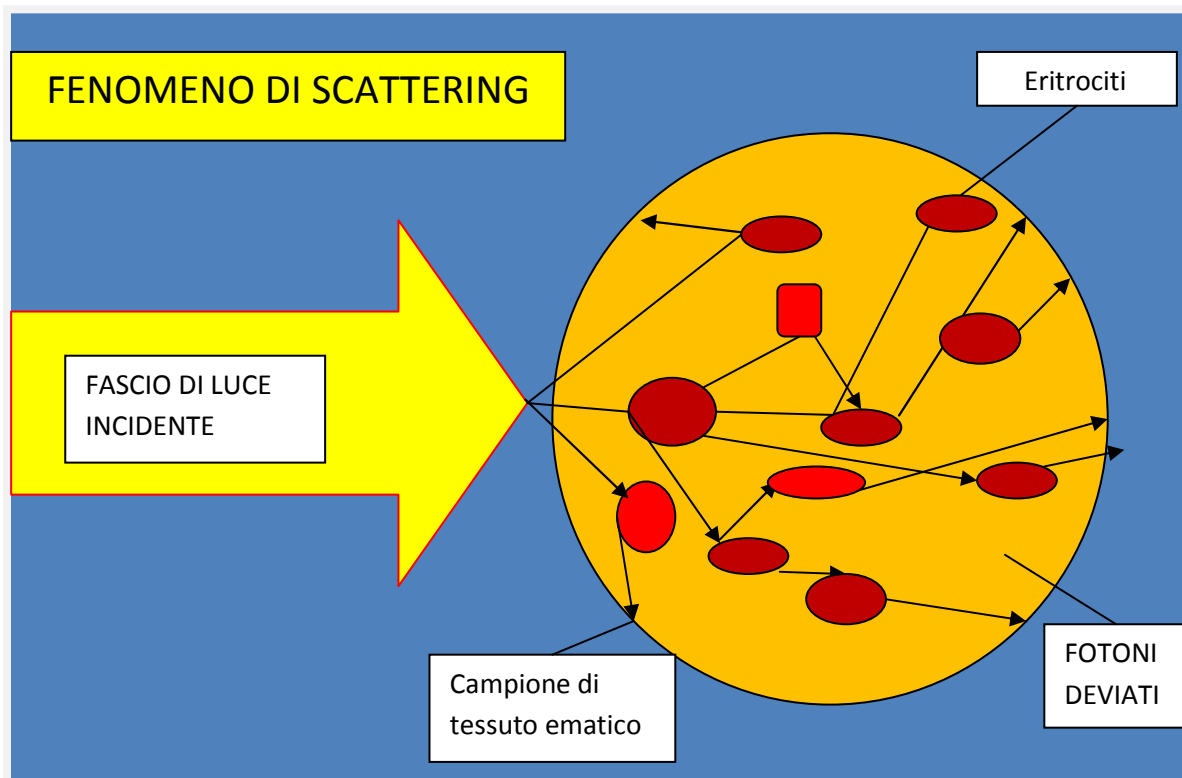 FENOMENO DI SCATTERING
Eritrociti
FASCIO DI LUCE
INCIDENTE
Campione di
tessuto ematico
FOTONI
DEVIATI